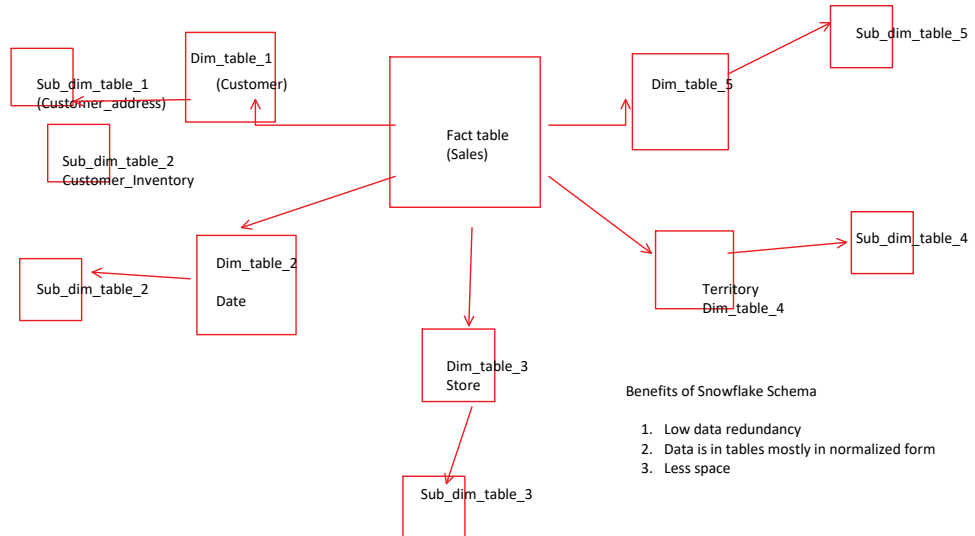 Sub_dim_table_5
Dim_table_1
(Customer)
Sub_dim_table_1
(Customer_address)
Dim_table_5
Fact table
(Sales)
Sub_dim_table_2
Customer_Inventory
Sub_dim_table_4
Dim_table_2
Date
Sub_dim_table_2
Territory
Dim_table_4
Dim_table_3
Store
Benefits of Snowflake Schema
1. Low data redundancy
2. Data is in tables mostly in normalized form
3. Less space
Sub_dim_table_3